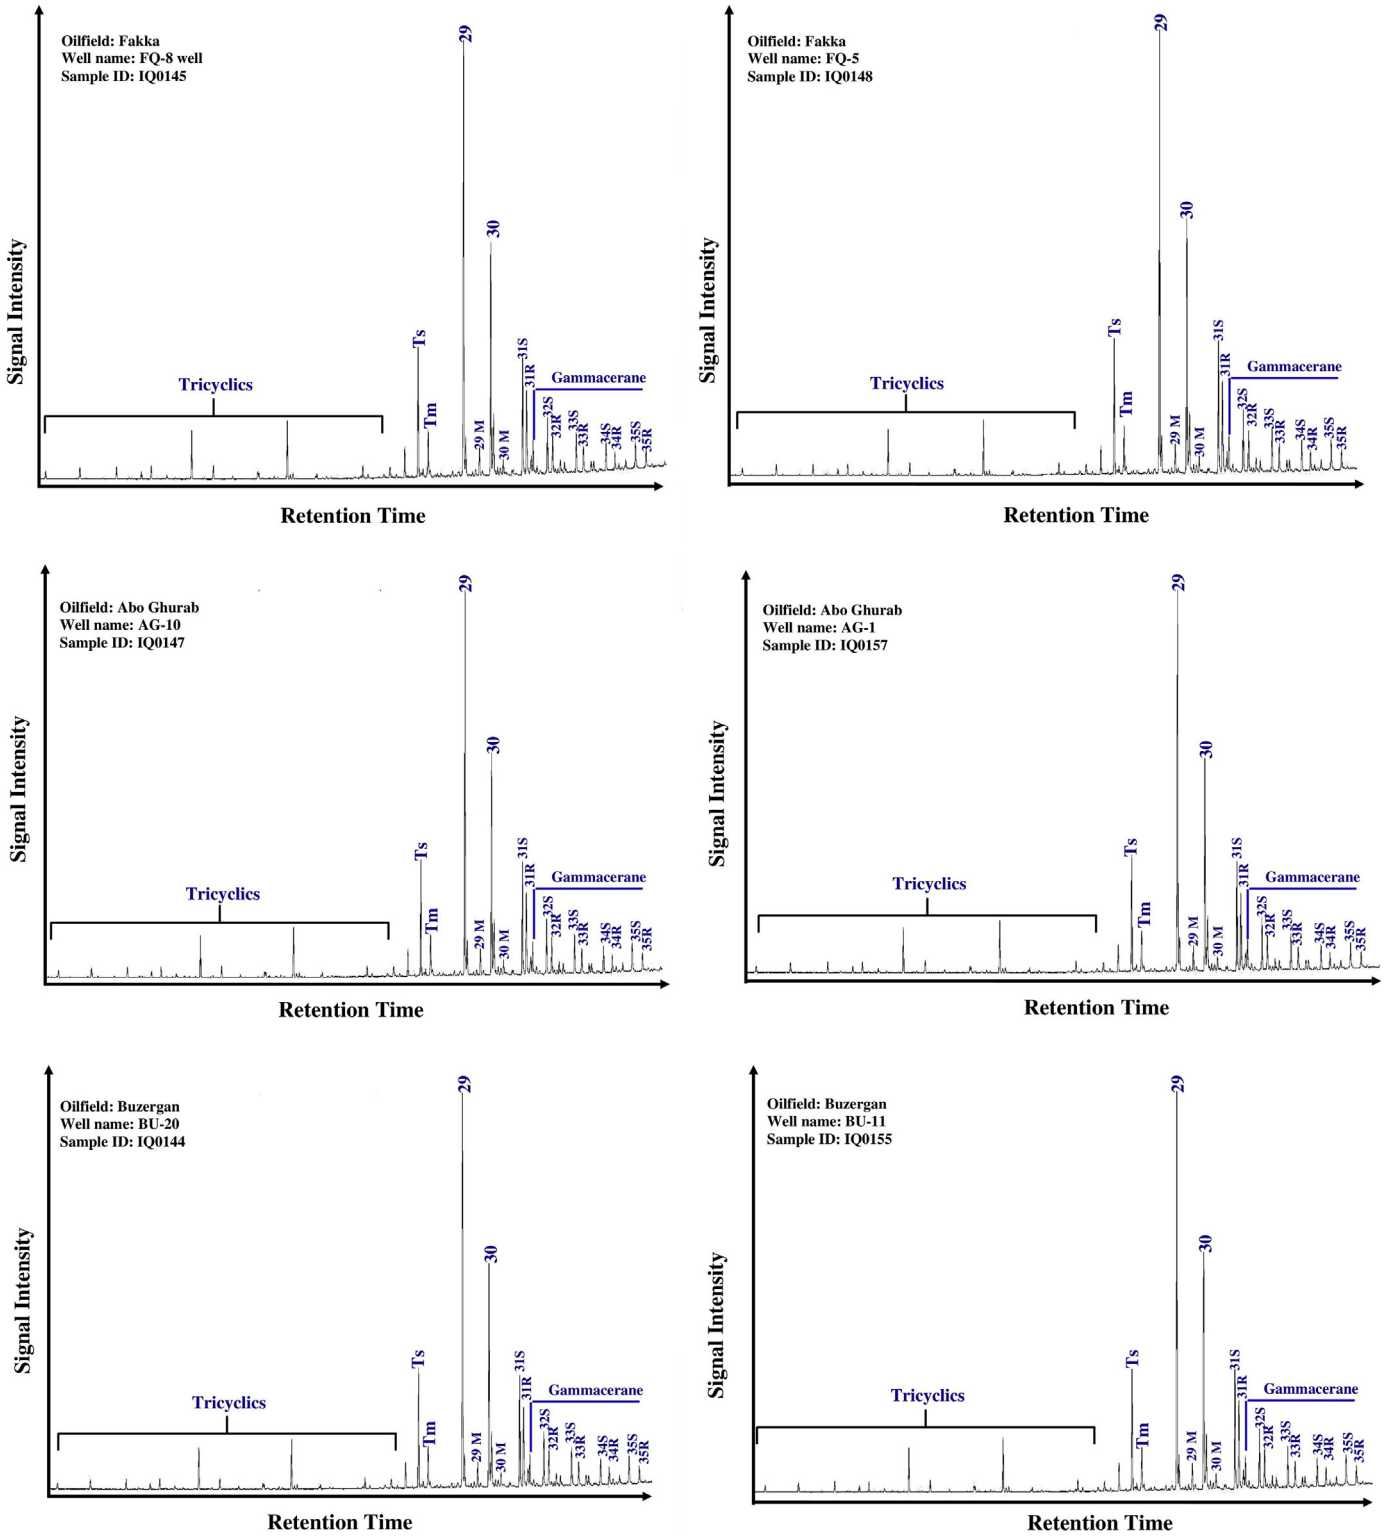 Oilfield: Fakka
Well name: FQ-8 well
Sample ID: IQ0145
29
30
Ts
Tm
31S
31R
Gammacerane
Tricyclics
29 M
30 M
32S
32R
33S
33R
34S
34R
35S
35R
Signal Intensity
Retention Time
Oilfield: Fakka
Well name: FQ-5
Sample ID: IQ0148
29
30
Ts
Tm
31S
31R
Gammacerane
Tricyclics
29 M
30 M
32S
32R
33S
33R
34S
34R
35S
35R
Signal Intensity
Retention Time
Oilfield: Abo Ghurab
Well name: AG-10
Sample ID: IQ0147
29
30
Ts
Tm
31S
31R
Gammacerane
Tricyclics
29 M
30 M
32S
32R
33S
33R
34S
34R
35S
35R
Signal Intensity
Retention Time
Oilfield: Abo Ghurab
Well name: AG-1
Sample ID: IQ0157
29
30
Ts
Tm
31S
31R
Gammacerane
Tricyclics
29 M
30 M
32S
32R
33S
33R
34S
34R
35S
35R
Signal Intensity
Retention Time
Oilfield: Buzergan
Well name: BU-20
Sample ID: IQ0144
29
30
Ts
Tm
31S
31R
Gammacerane
Tricyclics
29 M
30 M
32S
32R
33S
33R
34S
34R
35S
35R
Signal Intensity
Retention Time
Oilfield: Buzergan
Well name: BU-11
Sample ID: IQ0155
29
30
Ts
Tm
31S
31R
Gammacerane
Tricyclics
29 M
30 M
32S
32R
33S
33R
34S
34R
35S
35R
Signal Intensity
Retention Time